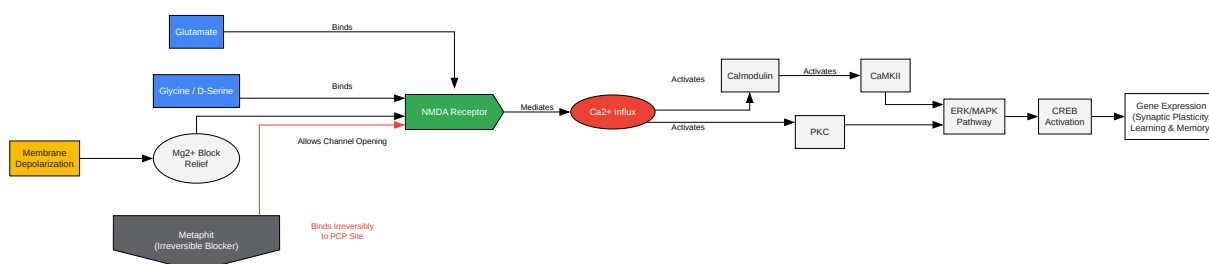 Glutamate
Binds
Glycine / D-Serine
Binds
NMDA Receptor
Mediates
Ca2+ Influx
Activates
Calmodulin
Activates
CaMKII
Activates
PKC
ERK/MAPK
Pathway
CREB
Activation
Gene Expression
(Synaptic Plasticity,
Learning & Memory)
Membrane
Depolarization
Mg2+ Block
Relief
Allows Channel Opening
Metaphit
(Irreversible Blocker)
Binds Irreversibly
to PCP Site